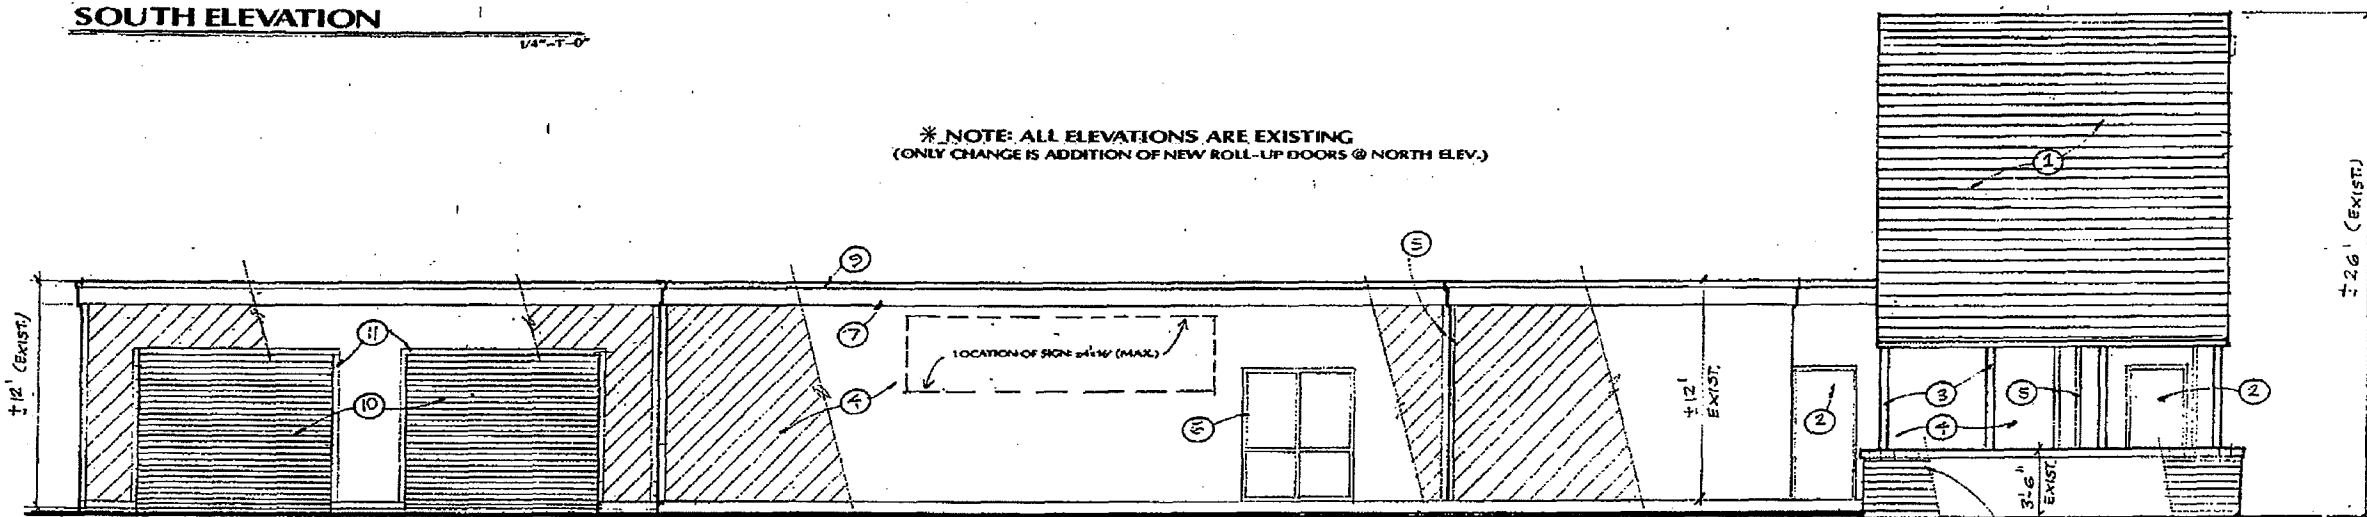 SOUTH ELEVATION
1/4"=1'-0"
* NOTE: ALL ELEVATIONS ARE EXISTING
(ONLY CHANGE IS ADDITION OF NEW ROLL-UP DOORS @ NORTH ELEV.)
1
±26' (EXIST.)
9
5
±12' (EXIST.)
11
7
LOCATION OF SIGN: ±4'x16' (MAX.)
10
4
±12'
EXIST.
2
3
5
2
4
3'-6"
EXIST.